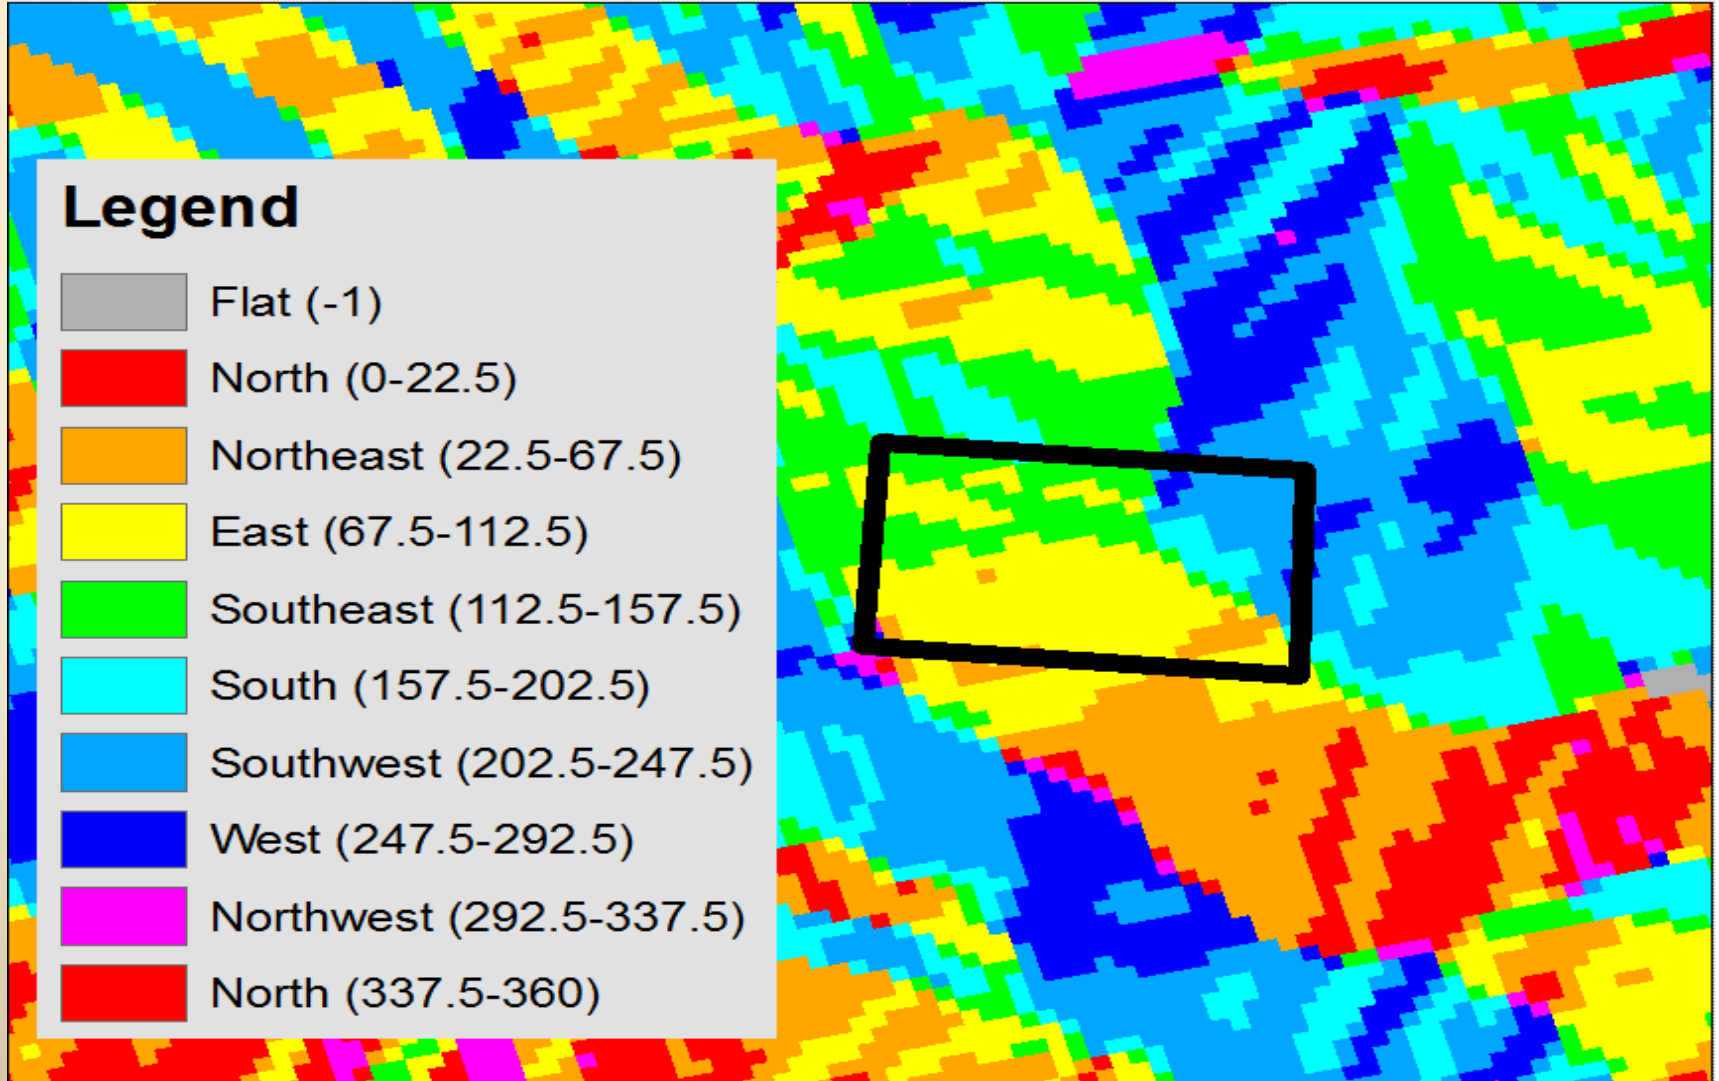 Legend
Flat (-1)
North (0-22.5)
Northeast (22.5-67.5)
East (67.5-112.5)
Southeast (112.5-157.5)
South (157.5-202.5)
Southwest (202.5-247.5)
West (247.5-292.5)
Northwest (292.5-337.5)
North (337.5-360)